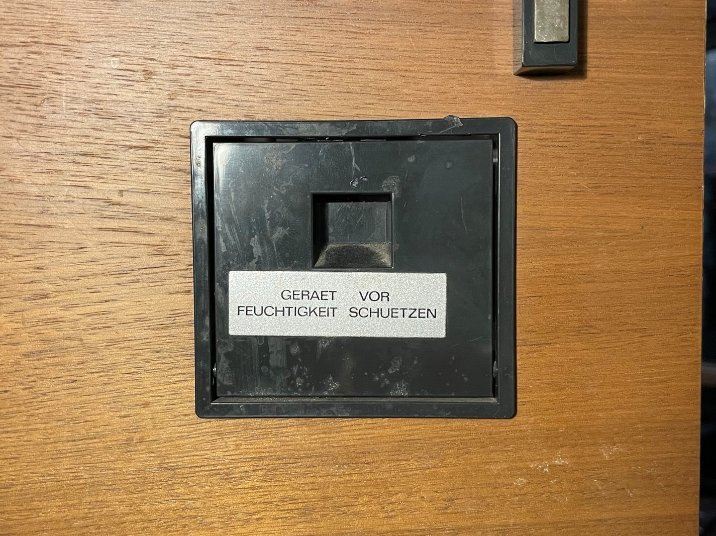 GERAET VOR
FEUCHTIGKEIT SCHUETZEN